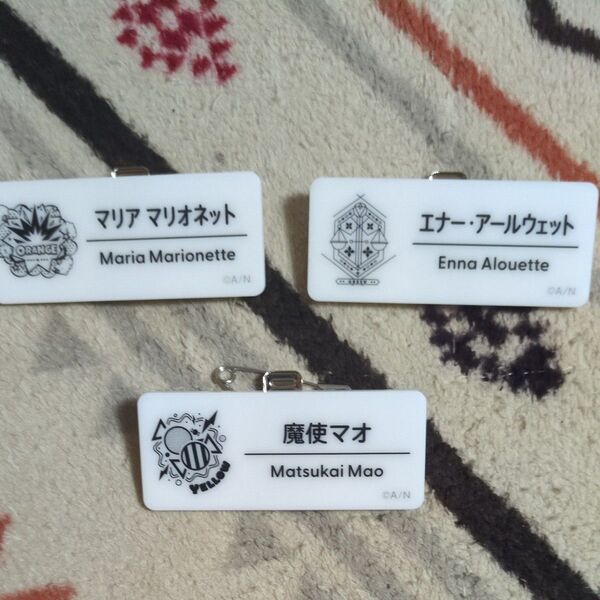 ORANGE
マリア マリオネット
Maria Marionette
©A/N
GREEN
エナー・アールウェット
Enna Alouette
©A/N
YELLOW
魔使マオ
Matsukai Mao
©A/N